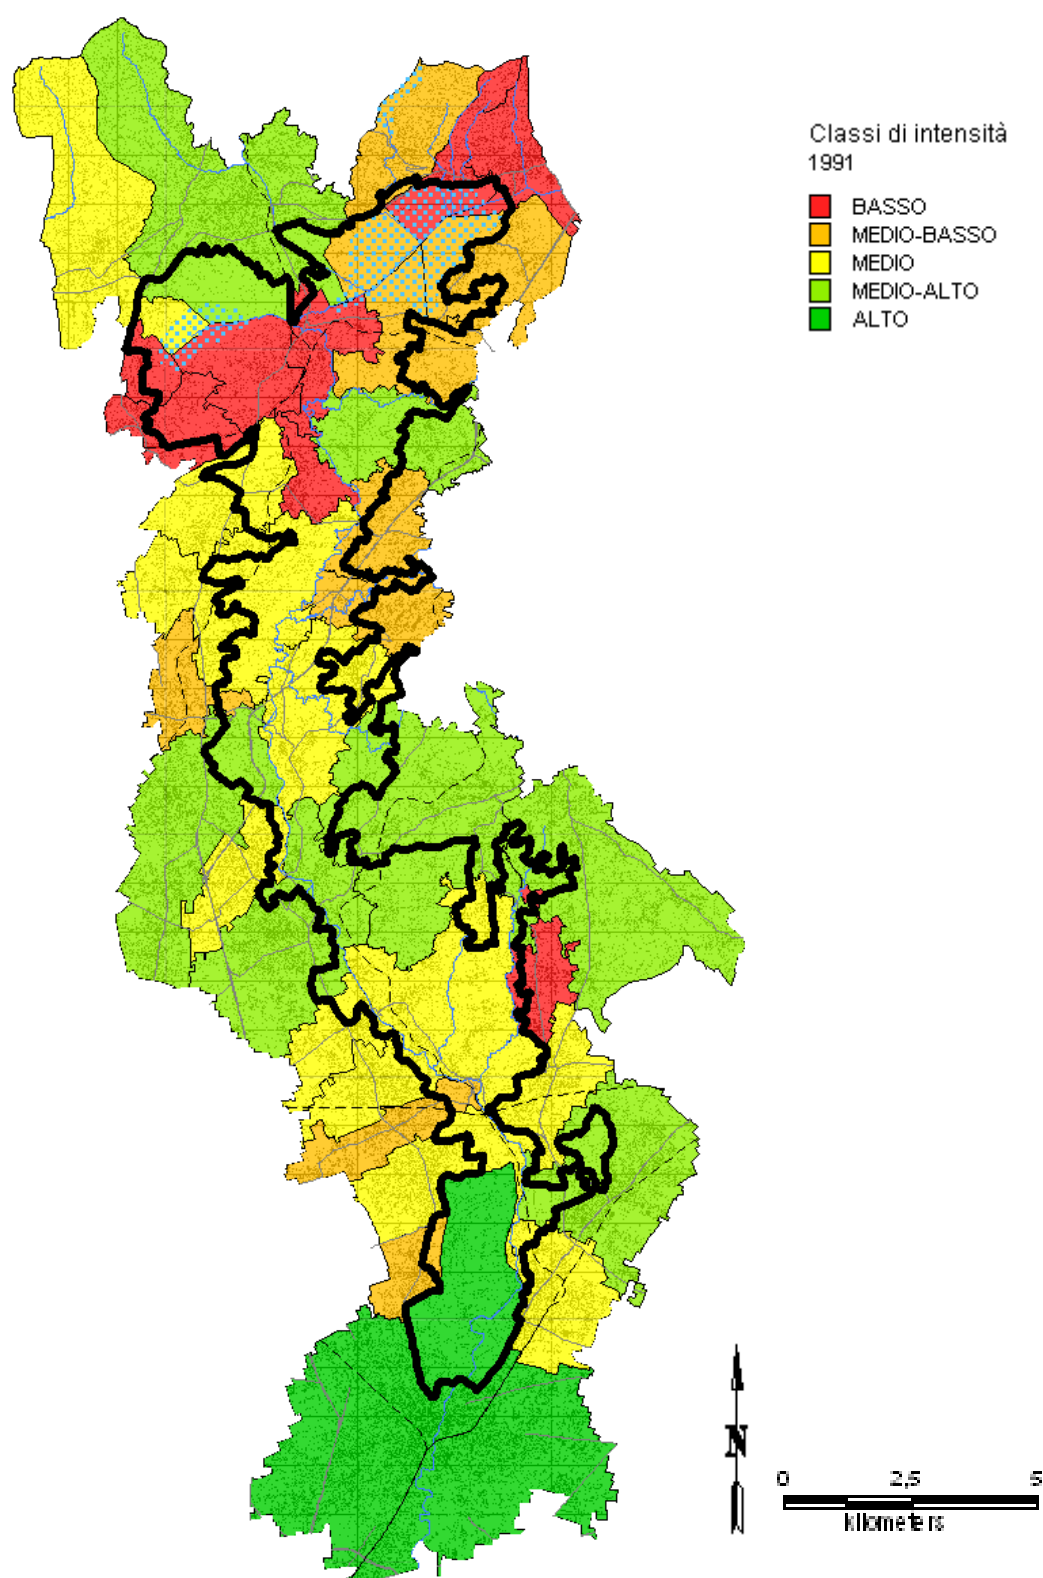 Classi di intensità
1991
BASSO
MEDIO-BASSO
MEDIO
MEDIO-ALTO
ALTO
N
0 2,5 5
kilometers